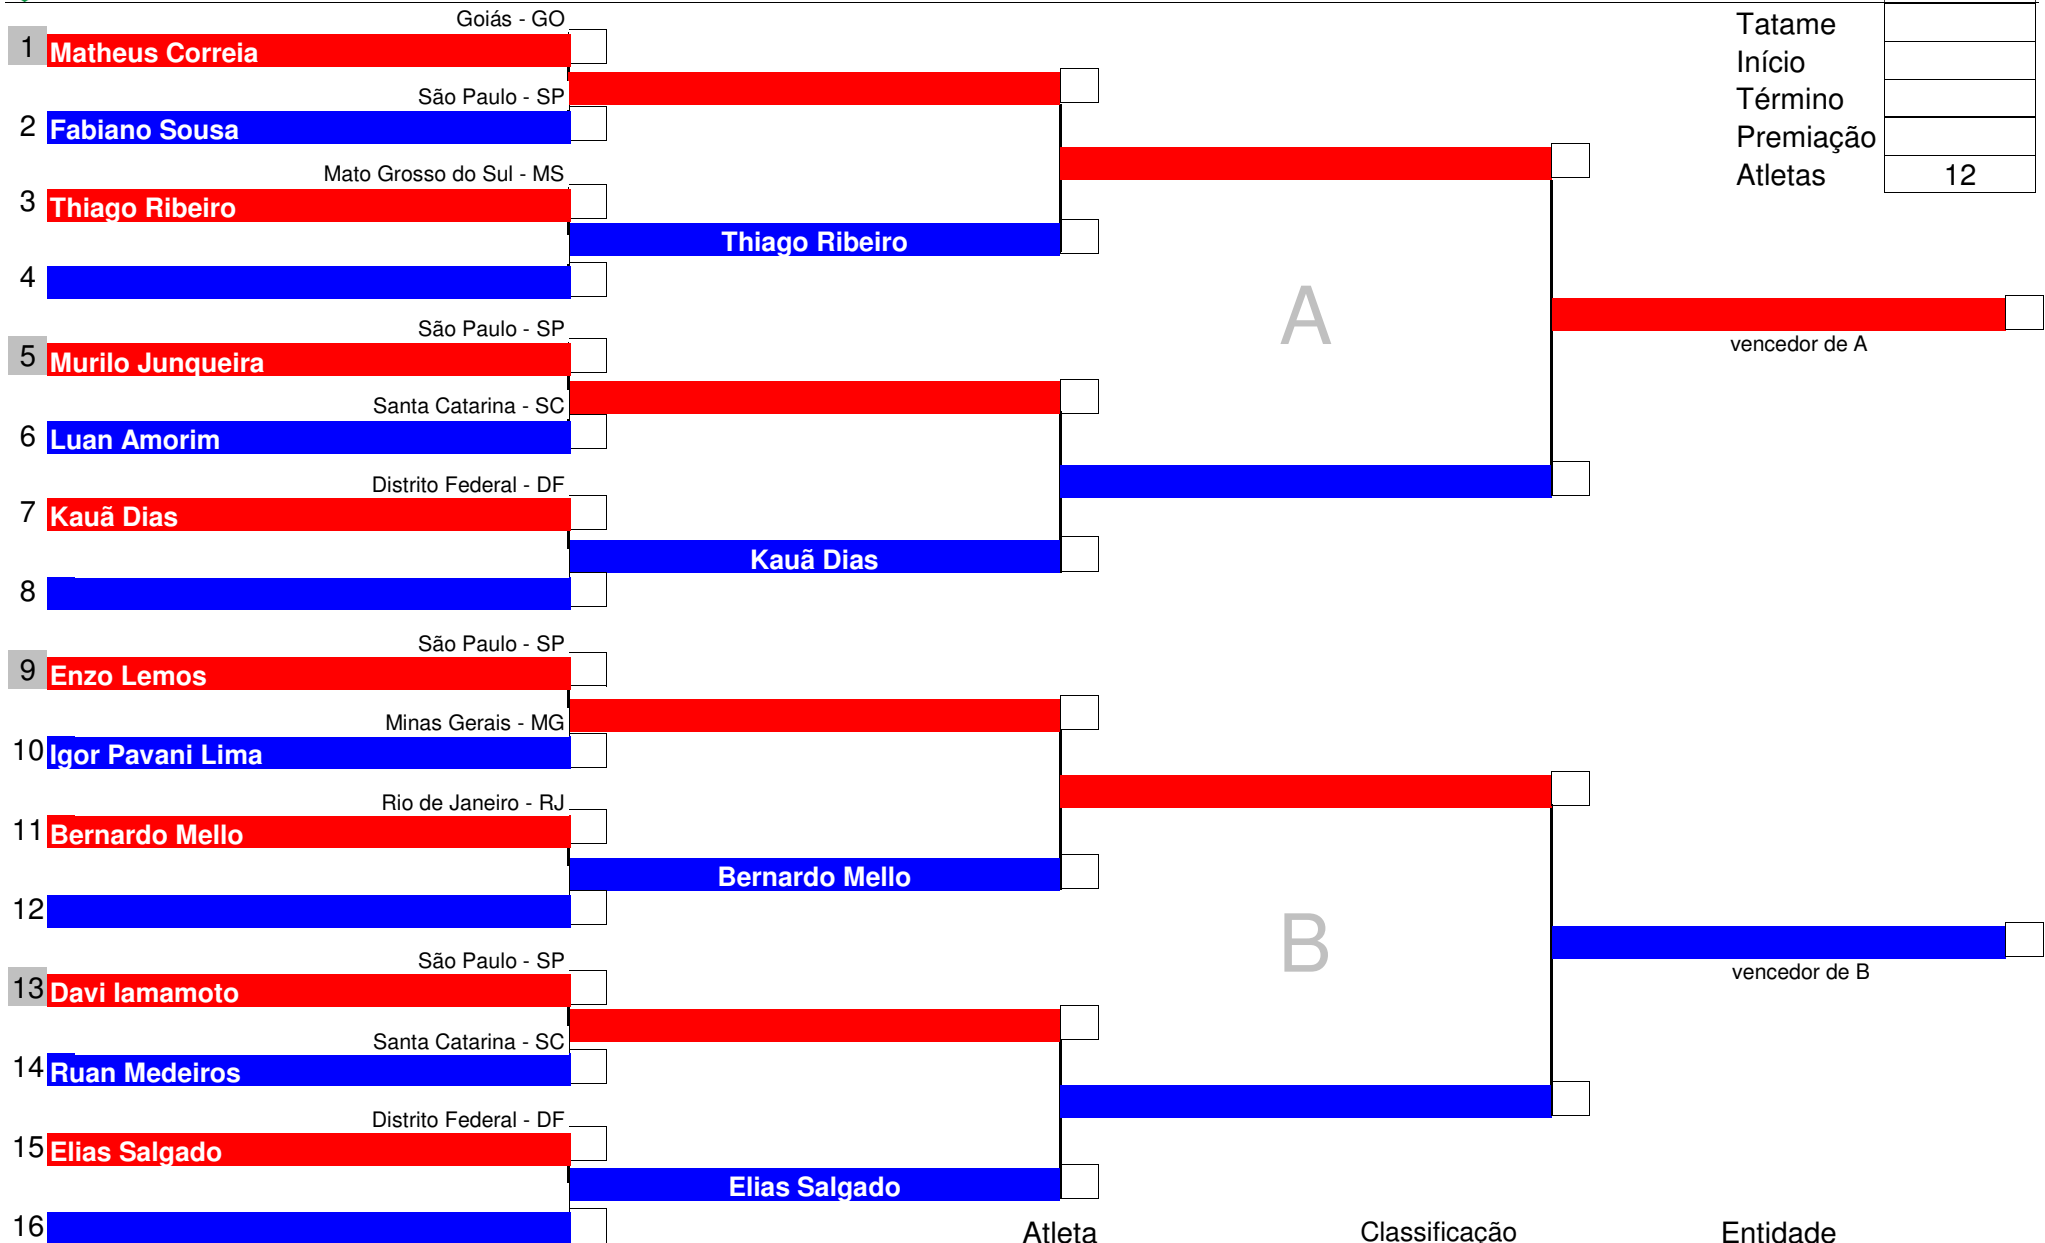 Goiás - GO
1 Matheus Correia
São Paulo - SP
2 Fabiano Sousa
Mato Grosso do Sul - MS
3 Thiago Ribeiro
Thiago Ribeiro
4
São Paulo - SP
5 Murilo Junqueira
Santa Catarina - SC
6 Luan Amorim
Distrito Federal - DF
7 Kauã Dias
Kauã Dias
8
São Paulo - SP
9 Enzo Lemos
Minas Gerais - MG
10 Igor Pavani Lima
Rio de Janeiro - RJ
11 Bernardo Mello
Bernardo Mello
12
São Paulo - SP
13 Davi Iamamoto
Santa Catarina - SC
14 Ruan Medeiros
Distrito Federal - DF
15 Elias Salgado
Elias Salgado
16
A
B
vencedor de A
vencedor de B
Tatame
Início
Término
Premiação
Atletas 12
Atleta Classificação Entidade